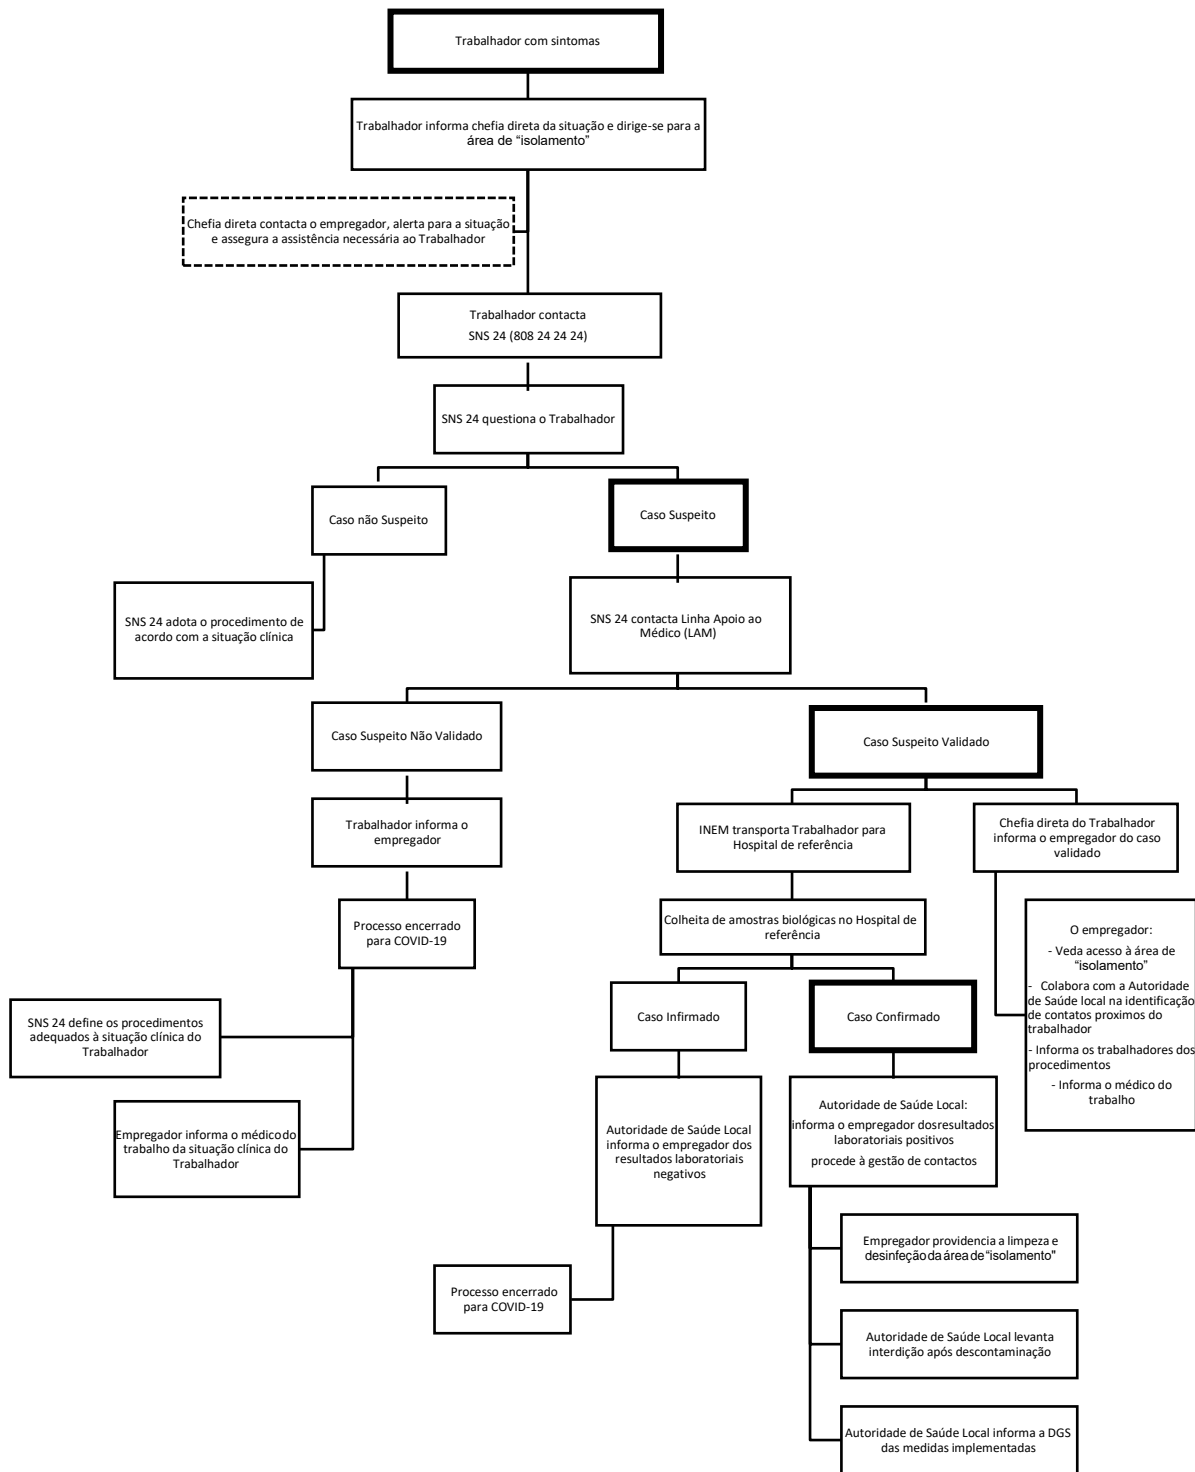 Trabalhador com sintomas
Trabalhador informa chefia direta da situação e dirige-se para a
área de “isolamento”
Chefia direta contacta o empregador, alerta para a situação
e assegura a assistência necessária ao Trabalhador
Trabalhador contacta
SNS 24 (808 24 24 24)
SNS 24 questiona o Trabalhador
Caso não Suspeito
Caso Suspeito
SNS 24 adota o procedimento de
acordo com a situação clínica
SNS 24 contacta Linha Apoio ao
Médico (LAM)
Caso Suspeito Não Validado
Caso Suspeito Validado
Trabalhador informa o
empregador
INEM transporta Trabalhador para
Hospital de referência
Chefia direta do Trabalhador
informa o empregador do caso
validado
Processo encerrado
para COVID-19
Colheita de amostras biológicas no Hospital de
referência
O empregador:
- Veda acesso à área de
“isolamento”
- Colabora com a Autoridade
de Saúde local na identificação
de contatos proximos do
trabalhador
- Informa os trabalhadores dos
procedimentos
- Informa o médico do
trabalho
SNS 24 define os procedimentos
adequados à situação clínica do
Trabalhador
Caso Infirmado
Caso Confirmado
Empregador informa o médicodo
trabalho da situação clínica do
Trabalhador
Autoridade de Saúde Local
informa o empregador dos
resultados laboratoriais
negativos
Autoridade de Saúde Local:
informa o empregador dosresultados
laboratoriais positivos
procede à gestão de contactos
Empregador providencia a limpeza e
desinfeção da área de “isolamento”
Processo encerrado
para COVID-19
Autoridade de Saúde Local levanta
interdição após descontaminação
Autoridade de Saúde Local informa a DGS
das medidas implementadas